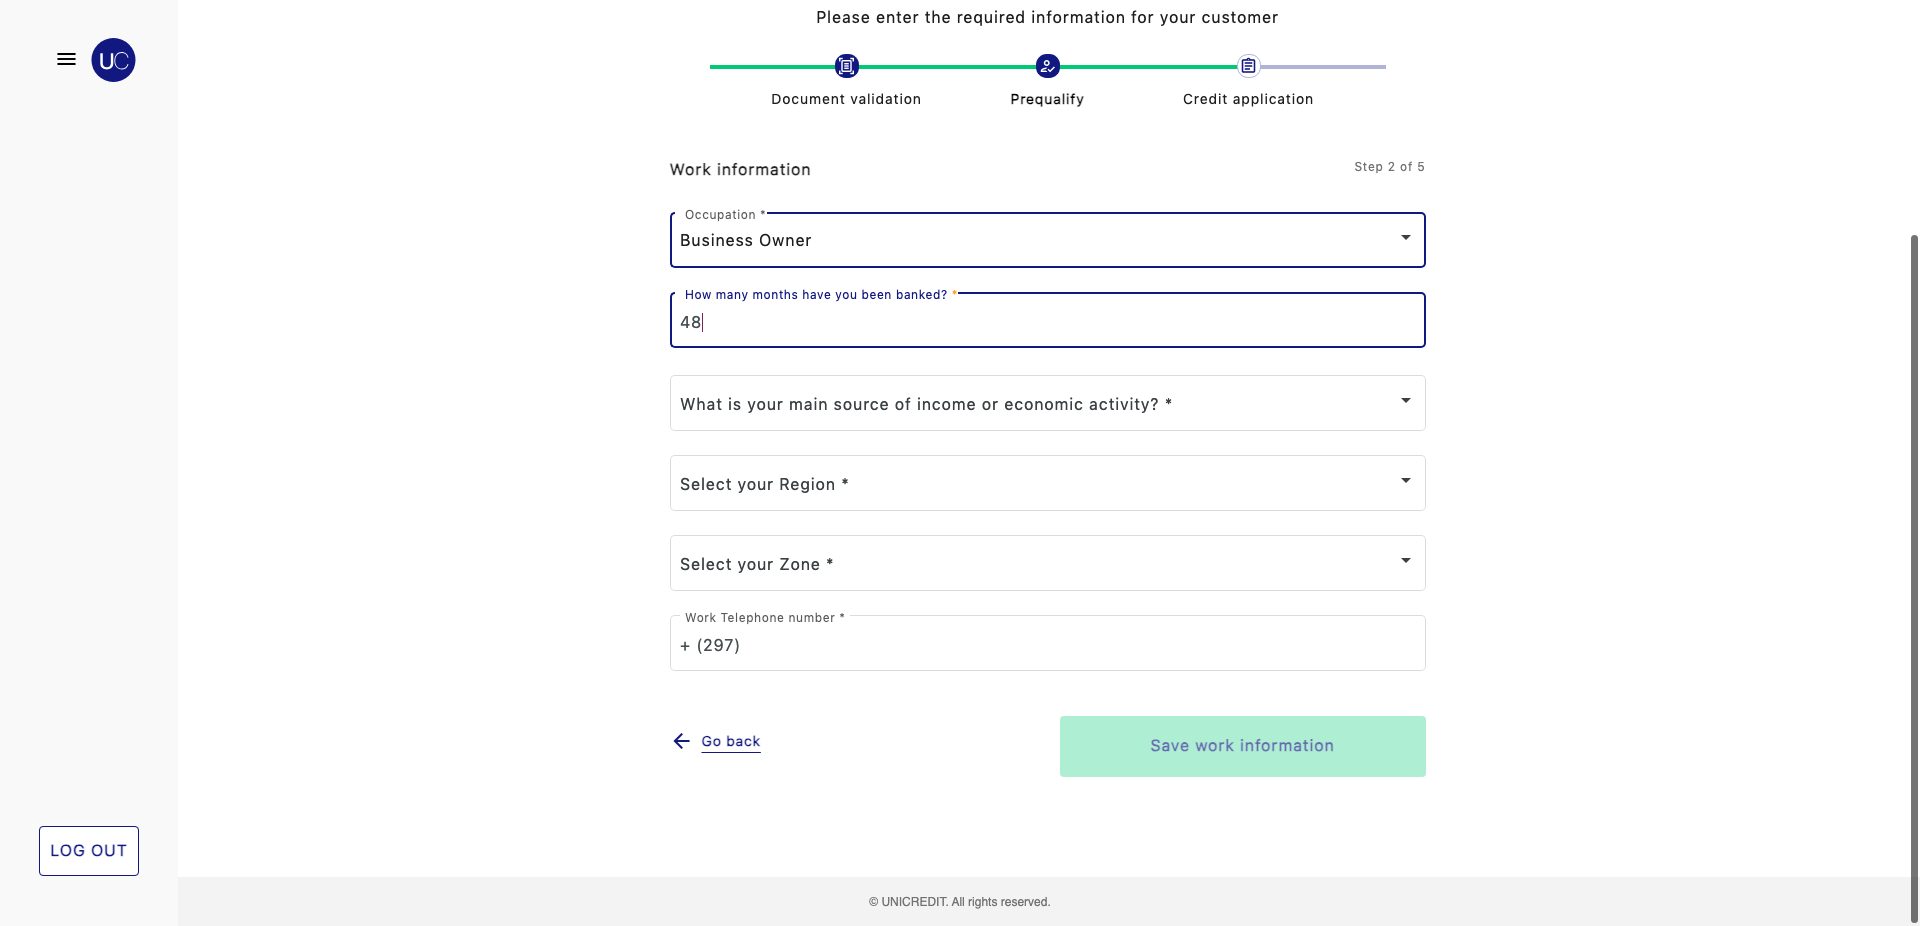 Please enter the required information for your customer
UC
Document validation
Prequalify
Credit application
Work information
Step 2 of 5
Occupation *
Business Owner
How many months have you been banked? *
48
What is your main source of income or economic activity? *
Select your Region *
Select your Zone *
Work Telephone number *
+ (297)
Go back
Save work information
LOG OUT
© UNICREDIT. All rights reserved.